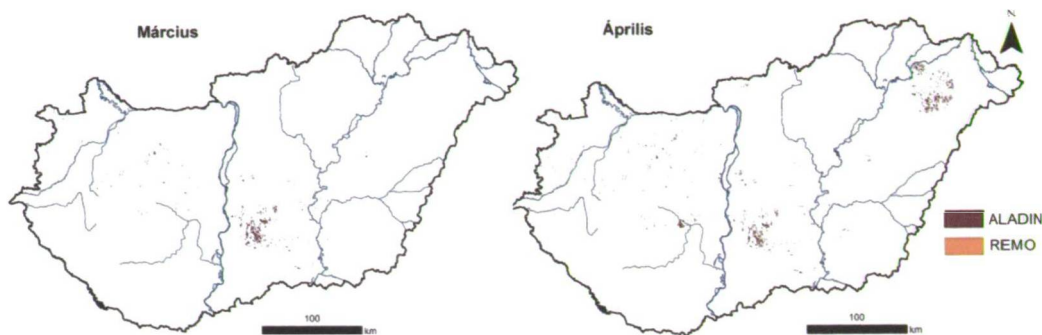 Március
Április
N
ALADIN
REMO
100
km
100
km